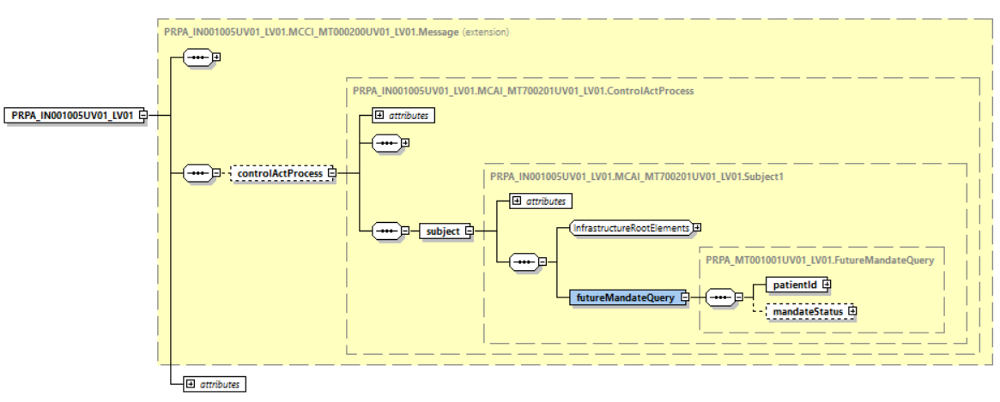 PRPA_IN001005UV01_LV01.MCCI_MT000200UV01_LV01.Message (extension)
PRPA_IN001005UV01_LV01.MCAI_MT700201UV01_LV01.ControlActProcess
PRPA_IN001005UV01_LV01
attributes
controlActProcess
PRPA_IN001005UV01_LV01.MCAI_MT700201UV01_LV01.Subject1
attributes
subject
InfrastructureRootElements
PRPA_MT001001UV01_LV01.FutureMandateQuery
patientId
futureMandateQuery
mandateStatus
attributes